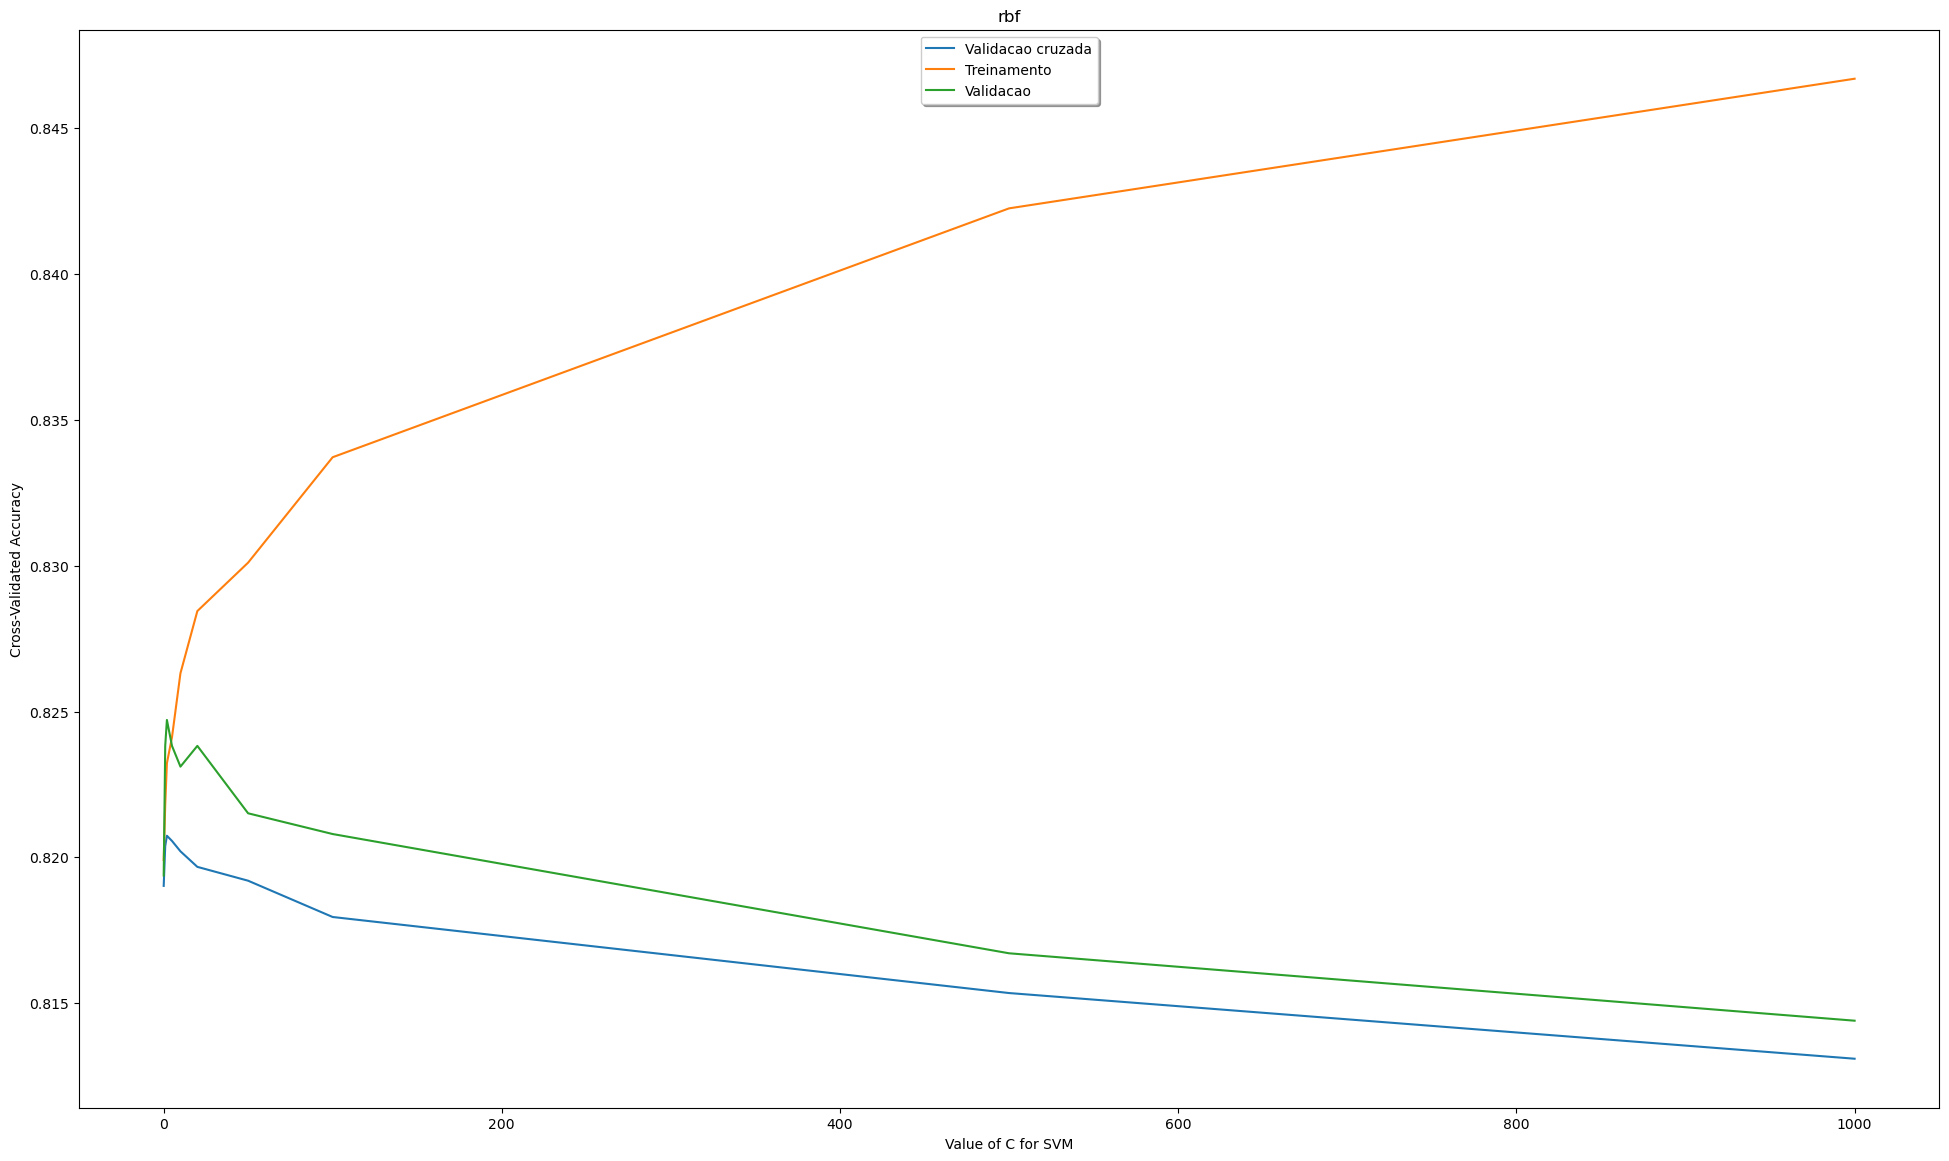 rbf
Validacao cruzada
Treinamento
Validacao
Cross-Validated Accuracy
0.845
0.840
0.835
0.830
0.825
0.820
0.815
0
200
400
600
800
1000
Value of C for SVM